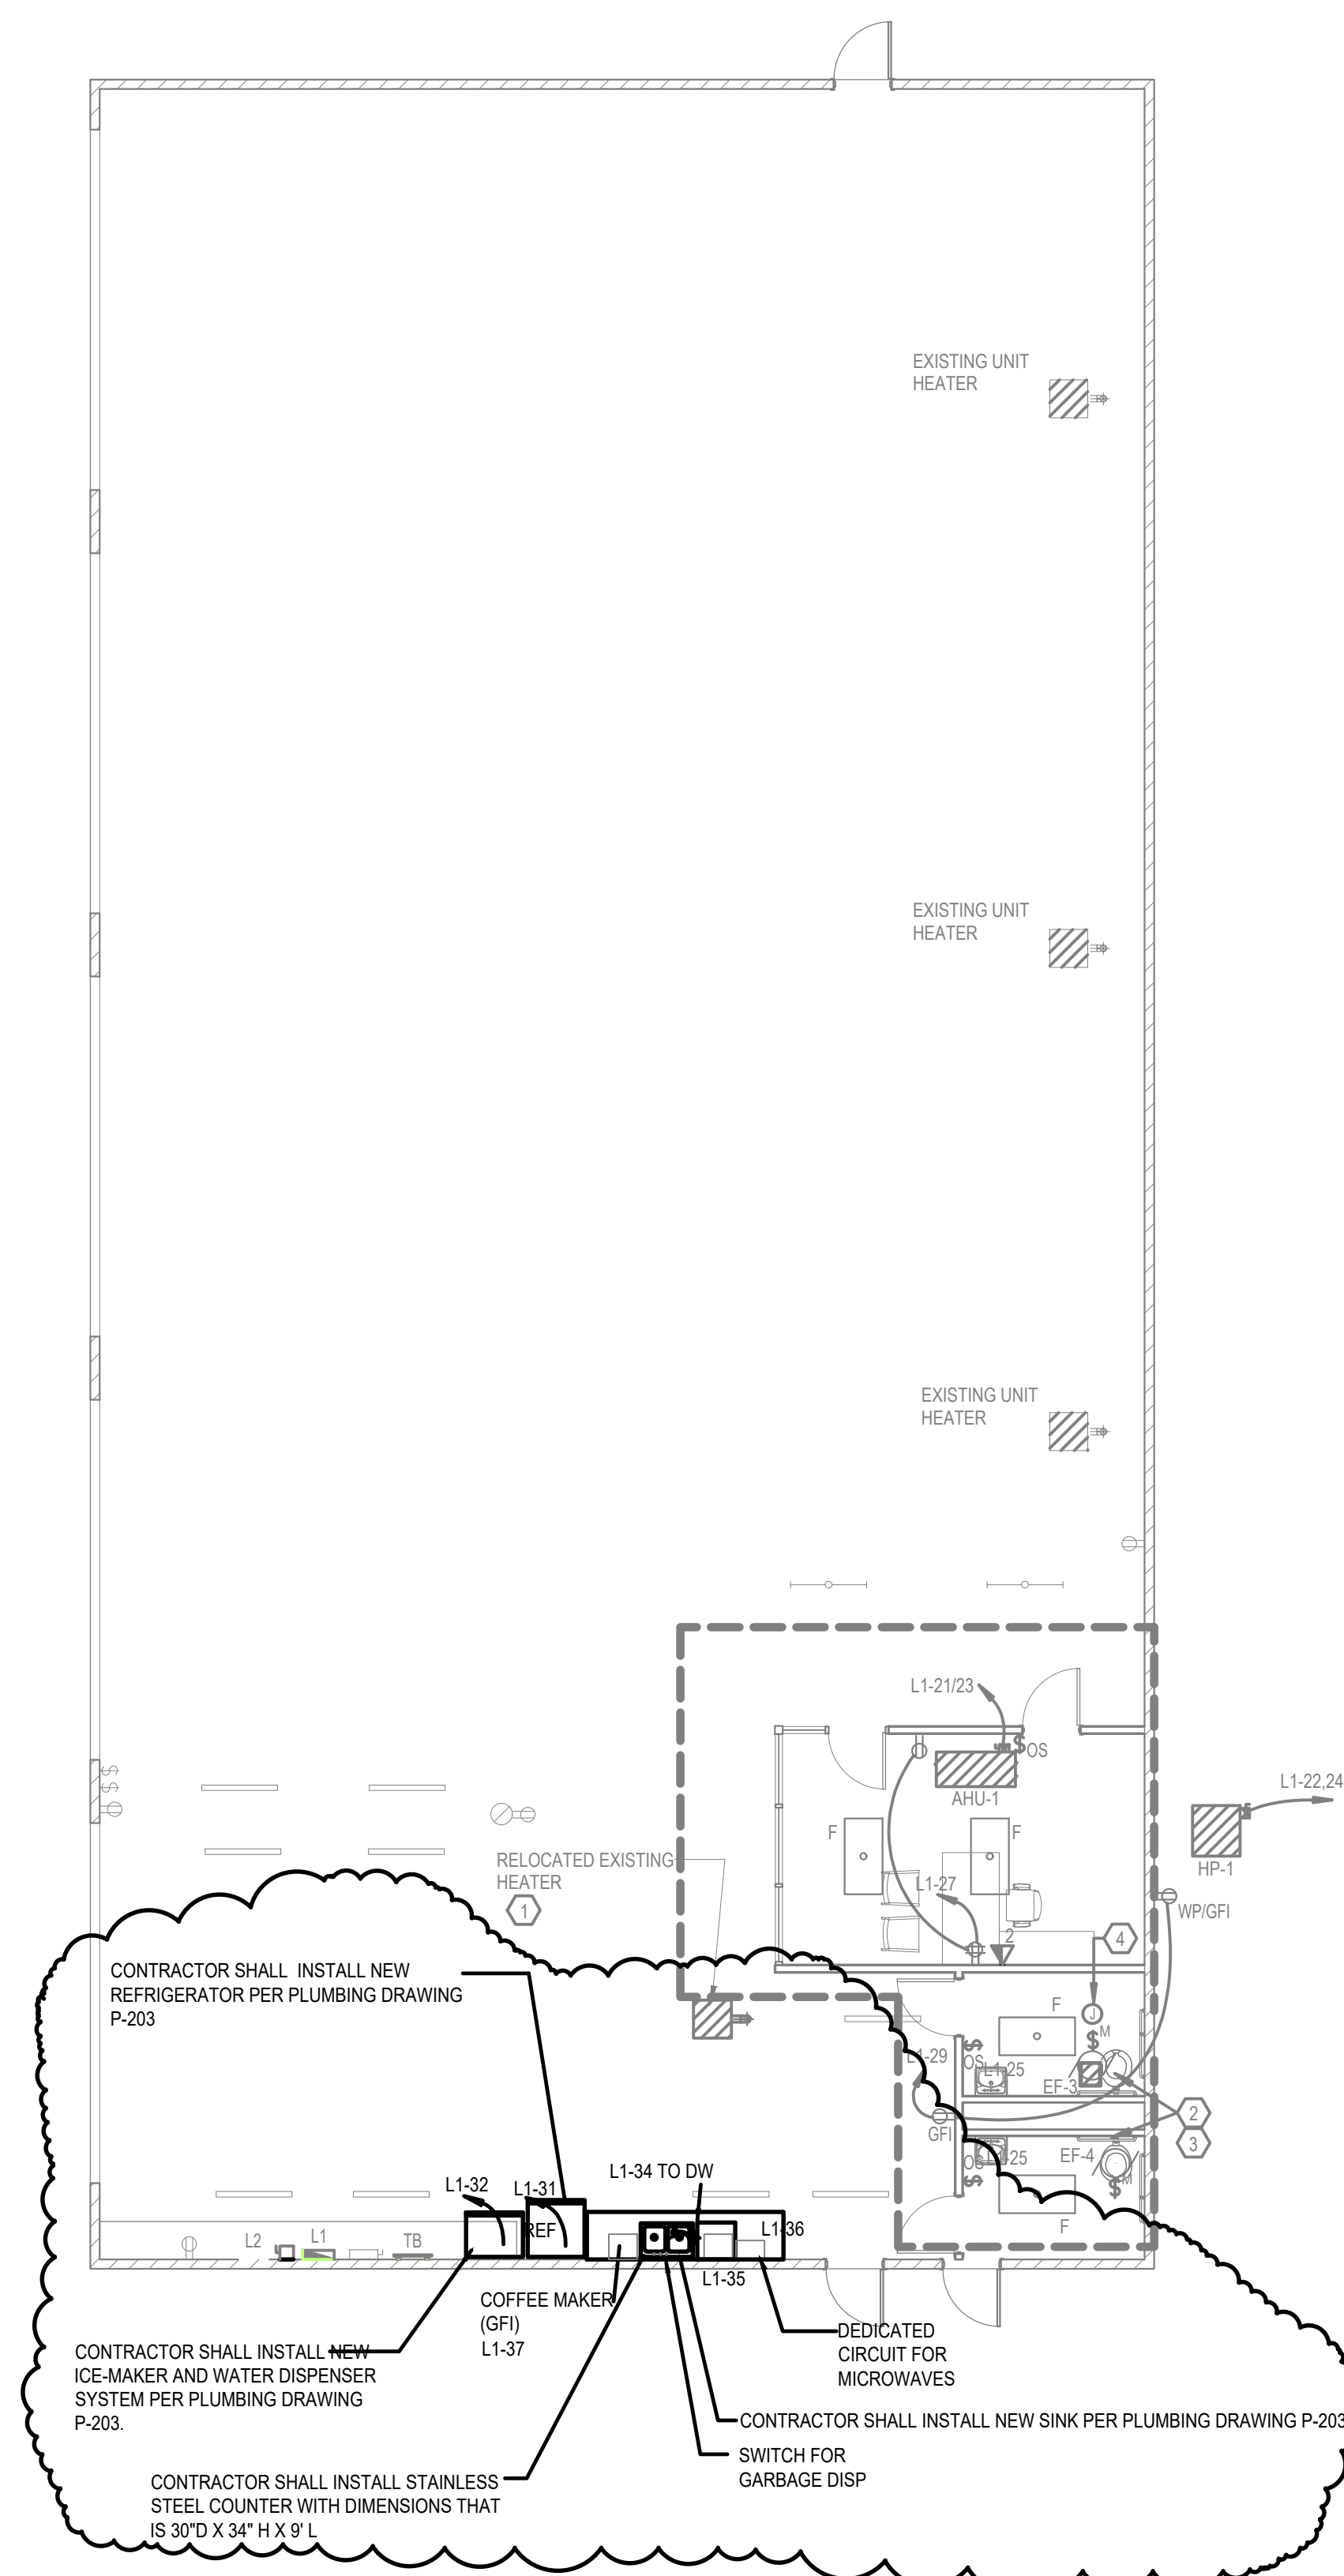 EXISTING UNIT
HEATER
EXISTING UNIT
HEATER
EXISTING UNIT
HEATER
L1-21/23
$OS
AHU-1
L1-22,24
HP-1
F
F
RELOCATED EXISTING
HEATER
1
L1-27
2
WP/GFI
4
CONTRACTOR SHALL INSTALL NEW
REFRIGERATOR PER PLUMBING DRAWING
P-203
F
J
$M
L1-29
$
OS
L1-25
EF-3
2
GFI
3
OS
L1-25
EF-4
$
M
$
F
L1-34 TO DW
L1-32
L1-31
REF
L1-36
L2
L1
TB
L1-35
COFFEE MAKER
(GFI)
L1-37
DEDICATED
CIRCUIT FOR
MICROWAVES
CONTRACTOR SHALL INSTALL NEW
ICE-MAKER AND WATER DISPENSER
SYSTEM PER PLUMBING DRAWING
P-203.
CONTRACTOR SHALL INSTALL NEW SINK PER PLUMBING DRAWING P-203
SWITCH FOR
GARBAGE DISP
CONTRACTOR SHALL INSTALL STAINLESS
STEEL COUNTER WITH DIMENSIONS THAT
IS 30"D X 34" H X 9' L